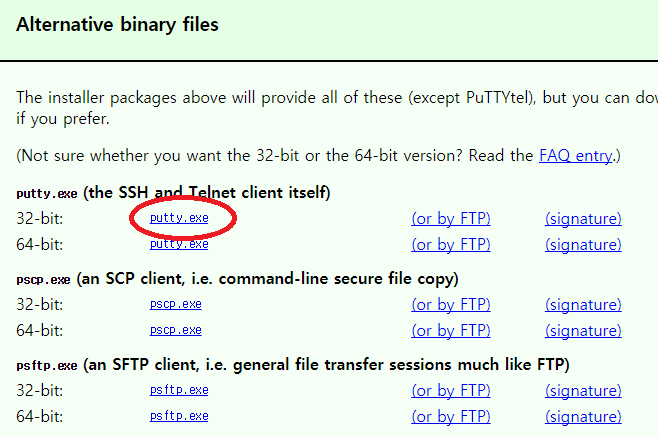 Alternative binary files
The installer packages above will provide all of these (except PuTTYtel), but you can do
if you prefer.
(Not sure whether you want the 32-bit or the 64-bit version? Read the FAQ entry.)
putty.exe (the SSH and Telnet client itself)
32-bit: putty.exe (or by FTP) (signature)
64-bit: putty.exe (or by FTP) (signature)
pscp.exe (an SCP client, i.e. command-line secure file copy)
32-bit: pscp.exe (or by FTP) (signature)
64-bit: pscp.exe (or by FTP) (signature)
psftp.exe (an SFTP client, i.e. general file transfer sessions much like FTP)
32-bit: psftp.exe (or by FTP) (signature)
64-bit: psftp.exe (or by FTP) (signature)